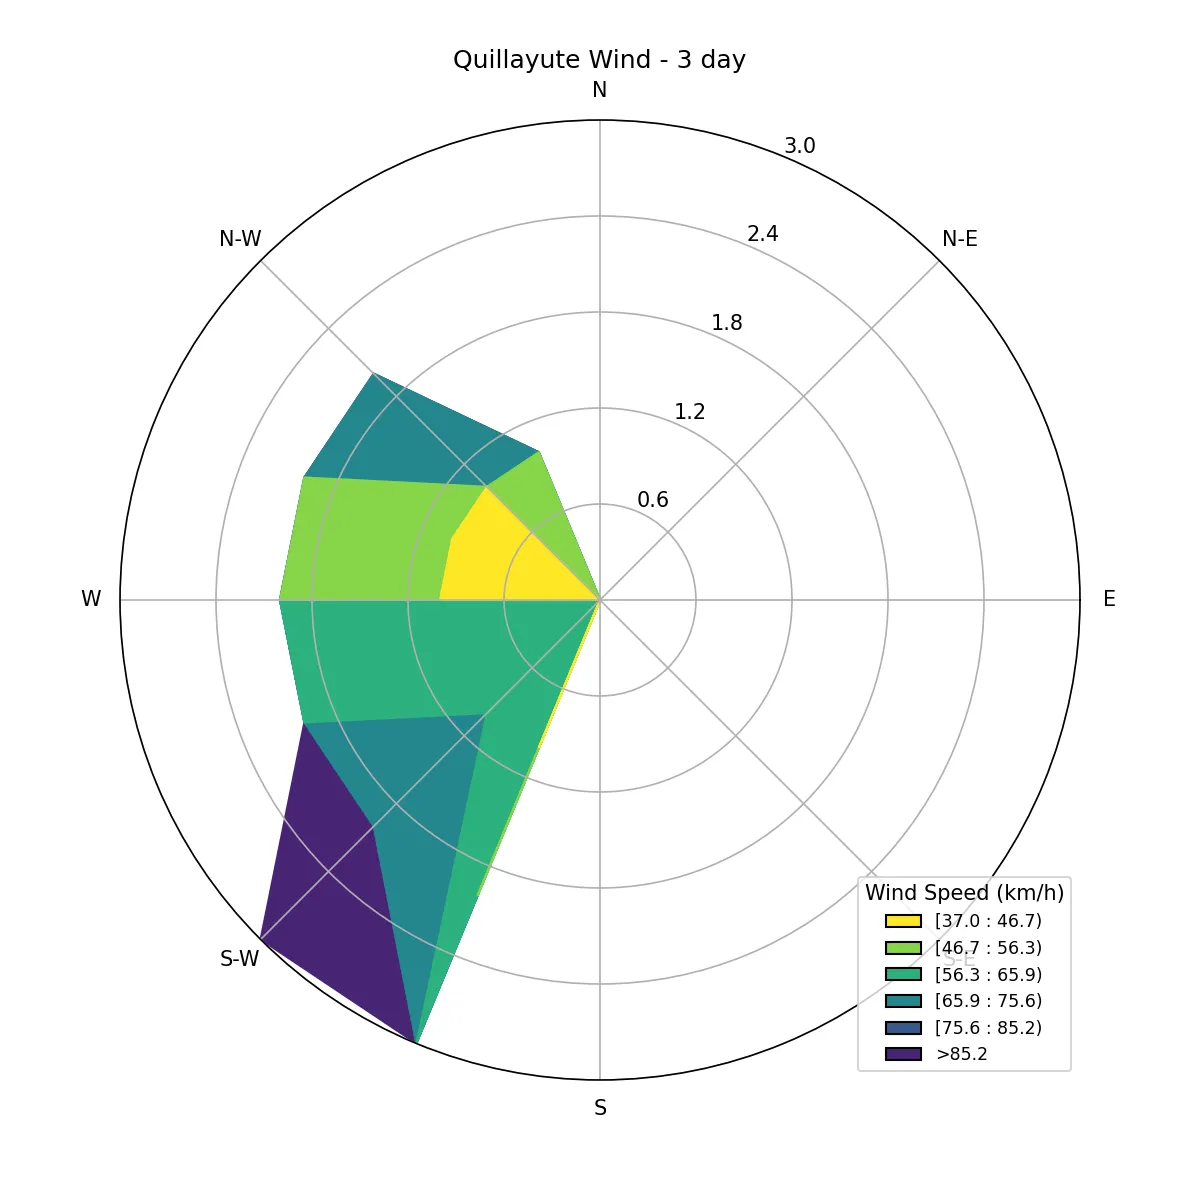 Quillayute Wind - 3 day
N
3.0
N-W
N-E
2.4
1.8
1.2
0.6
W
E
Wind Speed (km/h)
[37.0 : 46.7)
[46.7 : 56.3)
S-W
S-E
[56.3 : 65.9)
[65.9 : 75.6)
[75.6 : 85.2)
>85.2
S